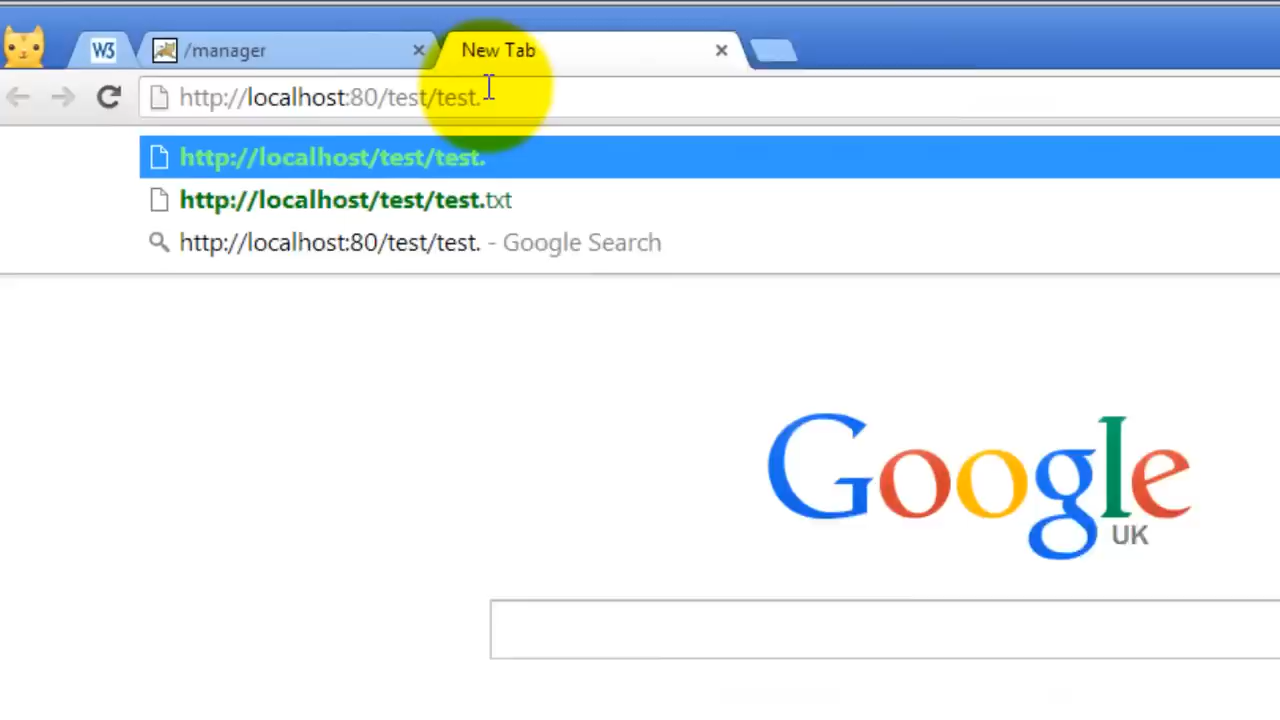 W3 /manager New Tab
http://localhost:80/test/test.
http://localhost/test/test.
http://localhost/test/test.txt
http://localhost:80/test/test. - Google Search
Google
UK